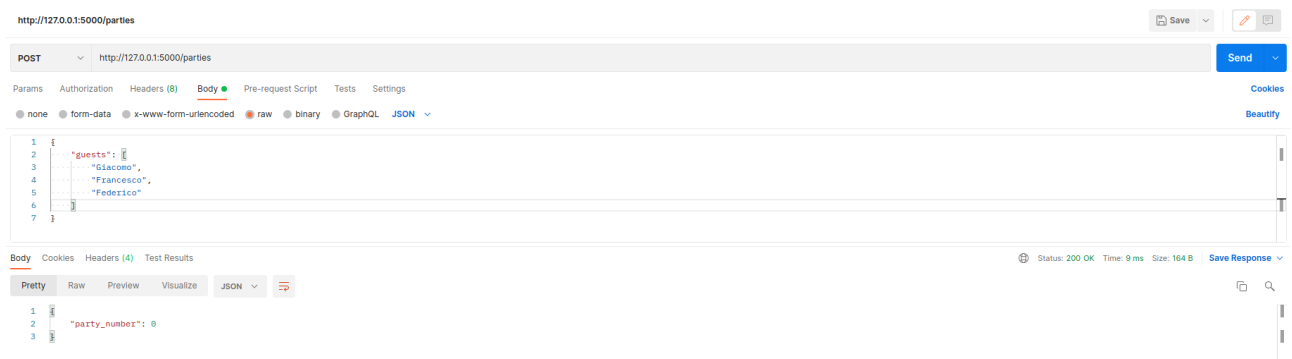 http://127.0.0.1:5000/parties Save
POST http://127.0.0.1:5000/parties Send
Params Authorization Headers (8) Body Pre-request Script Tests Settings Cookies
none form-data x-www-form-urlencoded raw binary GraphQL JSON Beautify
1 {
2 "guests": [
3 "Giacomo",
4 "Francesco",
5 "Federico"
6 ]
7 }
Body Cookies Headers (4) Test Results Status: 200 OK Time: 9 ms Size: 164 B Save Response
Pretty Raw Preview Visualize JSON
1 {
2 "party_number": 0
3 }